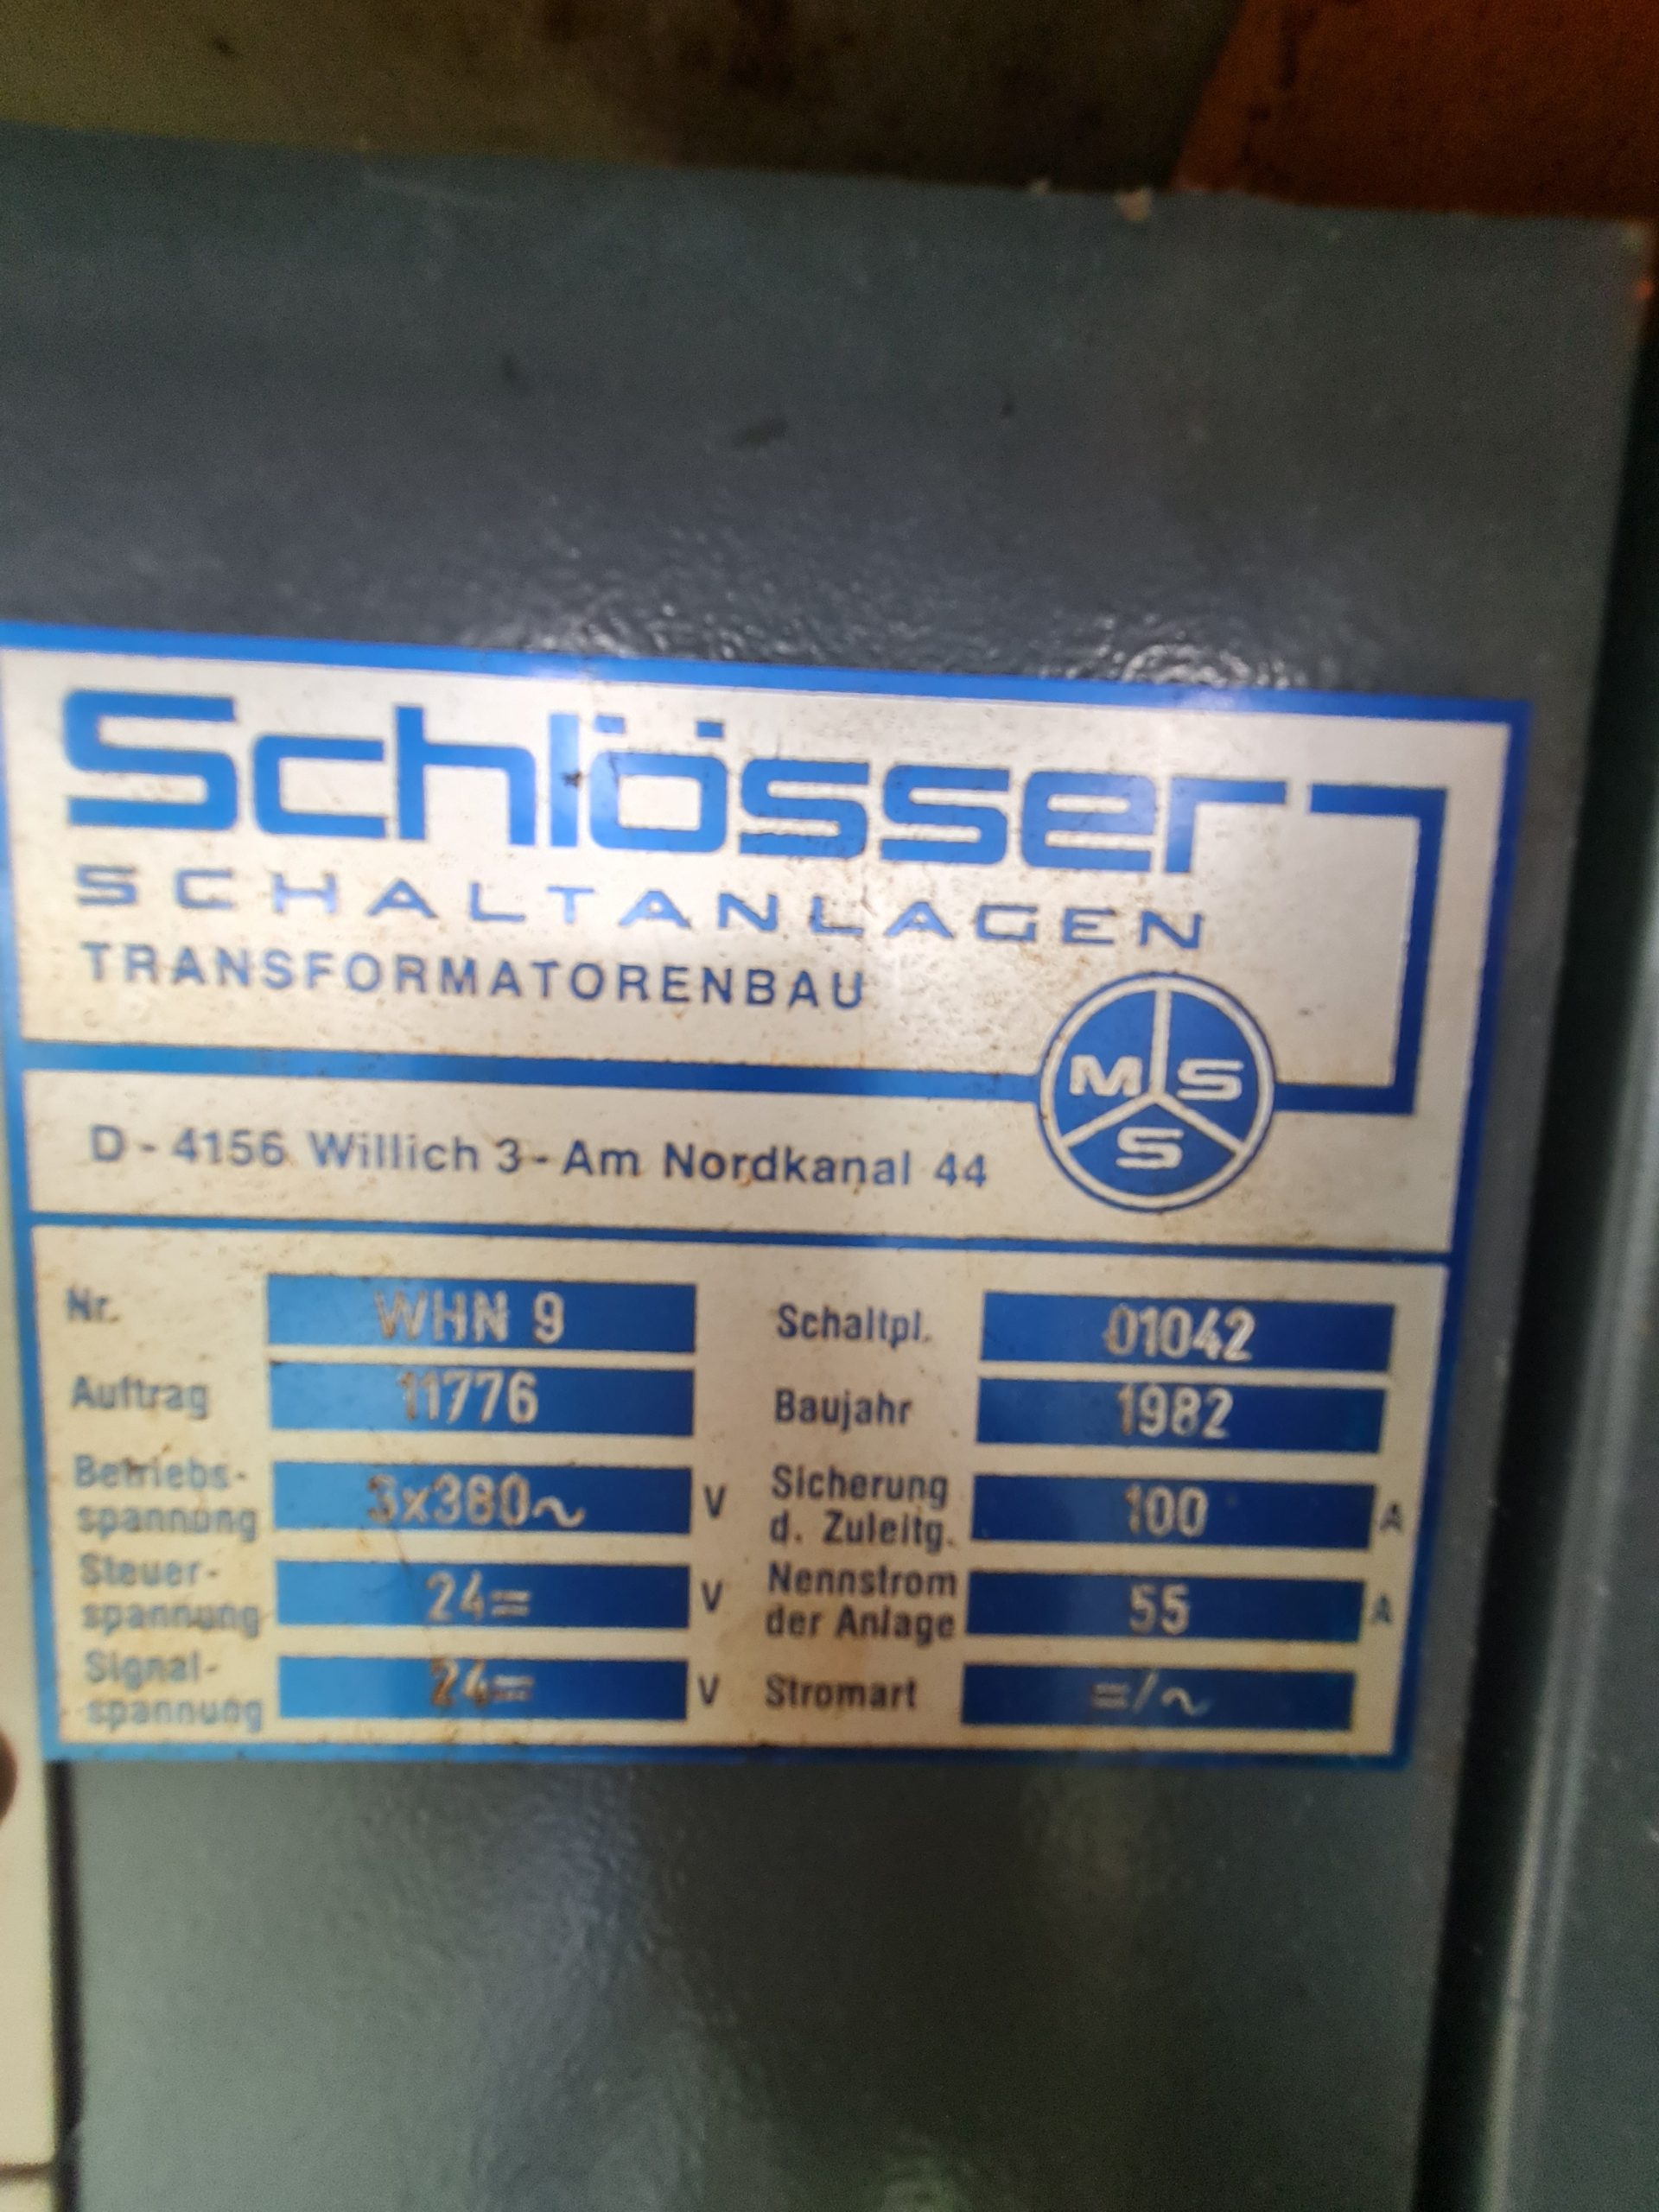 Schlösser
SCHALTANLAGEN
TRANSFORMATORENBAU
M S S
D - 4156 Willich 3 - Am Nordkanal 44
Nr. WHN 9 Schaltpl. 01042
Auftrag 11776 Baujahr 1982
Betriebs-
spannung 3x380~ V Sicherung
d. Zuleitg. 100 A
Steuer-
spannung 24= V Nennstrom
der Anlage 55 A
Signal-
spannung 24= V Stromart =/~